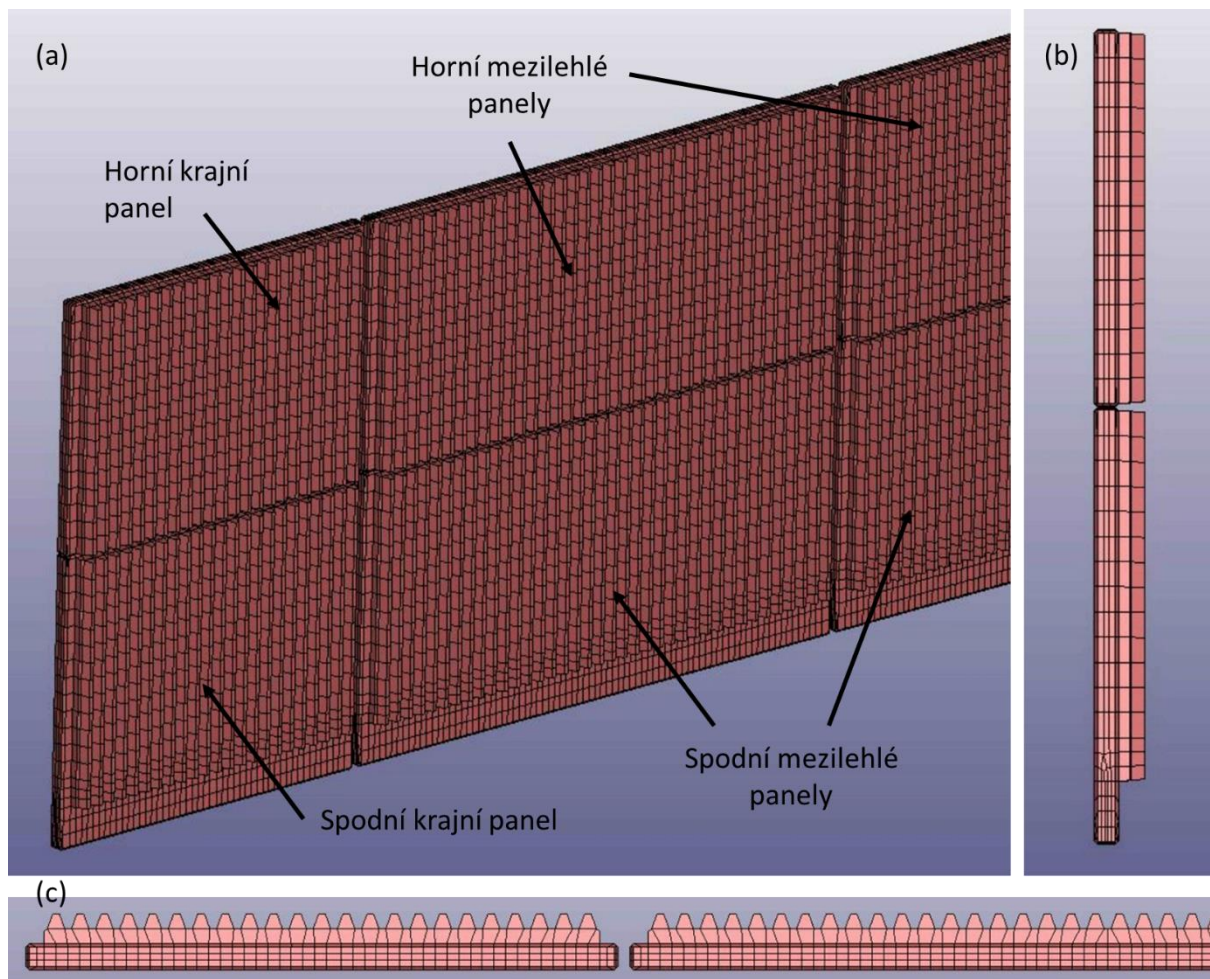 (a)
Horní mezilehlé
panely
(b)
Horní krajní
panel
Spodní mezilehlé
panely
Spodní krajní panel
(c)